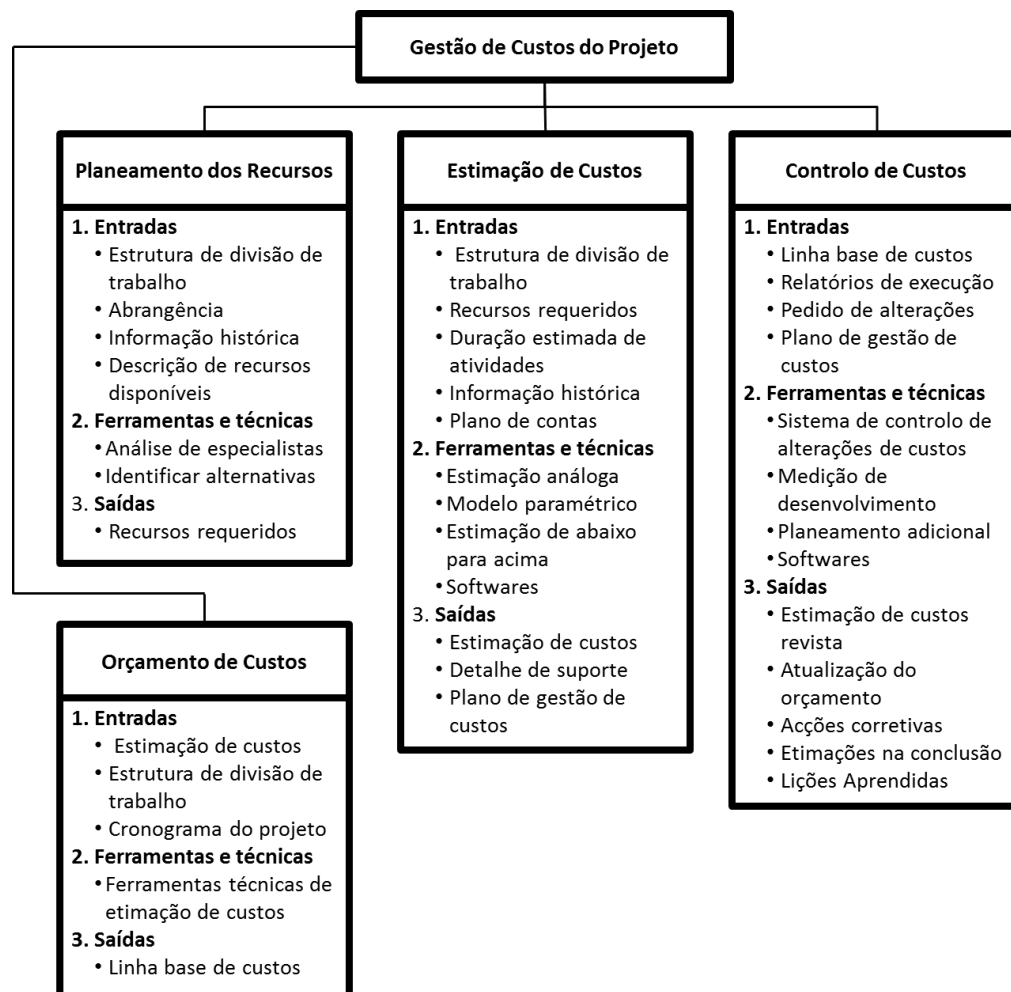 Gestão de Custos do Projeto
Planeamento dos Recursos
1. Entradas
• Estrutura de divisão de
trabalho
• Abrangência
• Informação histórica
• Descrição de recursos
disponíveis
2. Ferramentas e técnicas
• Análise de especialistas
• Identificar alternativas
3. Saídas
• Recursos requeridos
Estimação de Custos
1. Entradas
• Estrutura de divisão de
trabalho
• Recursos requeridos
• Duração estimada de
atividades
• Informação histórica
• Plano de contas
2. Ferramentas e técnicas
• Estimação análoga
• Modelo paramétrico
• Estimação de abaixo
para acima
• Softwares
3. Saídas
• Estimação de custos
• Detalhe de suporte
• Plano de gestão de
custos
Controlo de Custos
1. Entradas
• Linha base de custos
• Relatórios de execução
• Pedido de alterações
• Plano de gestão de
custos
2. Ferramentas e técnicas
• Sistema de controlo de
alterações de custos
• Medição de
desenvolvimento
• Planeamento adicional
• Softwares
3. Saídas
• Estimação de custos
revista
• Atualização do
orçamento
• Acções corretivas
• Etimações na conclusão
• Lições Aprendidas
Orçamento de Custos
1. Entradas
• Estimação de custos
• Estrutura de divisão de
trabalho
• Cronograma do projeto
2. Ferramentas e técnicas
• Ferramentas técnicas de
etimação de custos
3. Saídas
• Linha base de custos